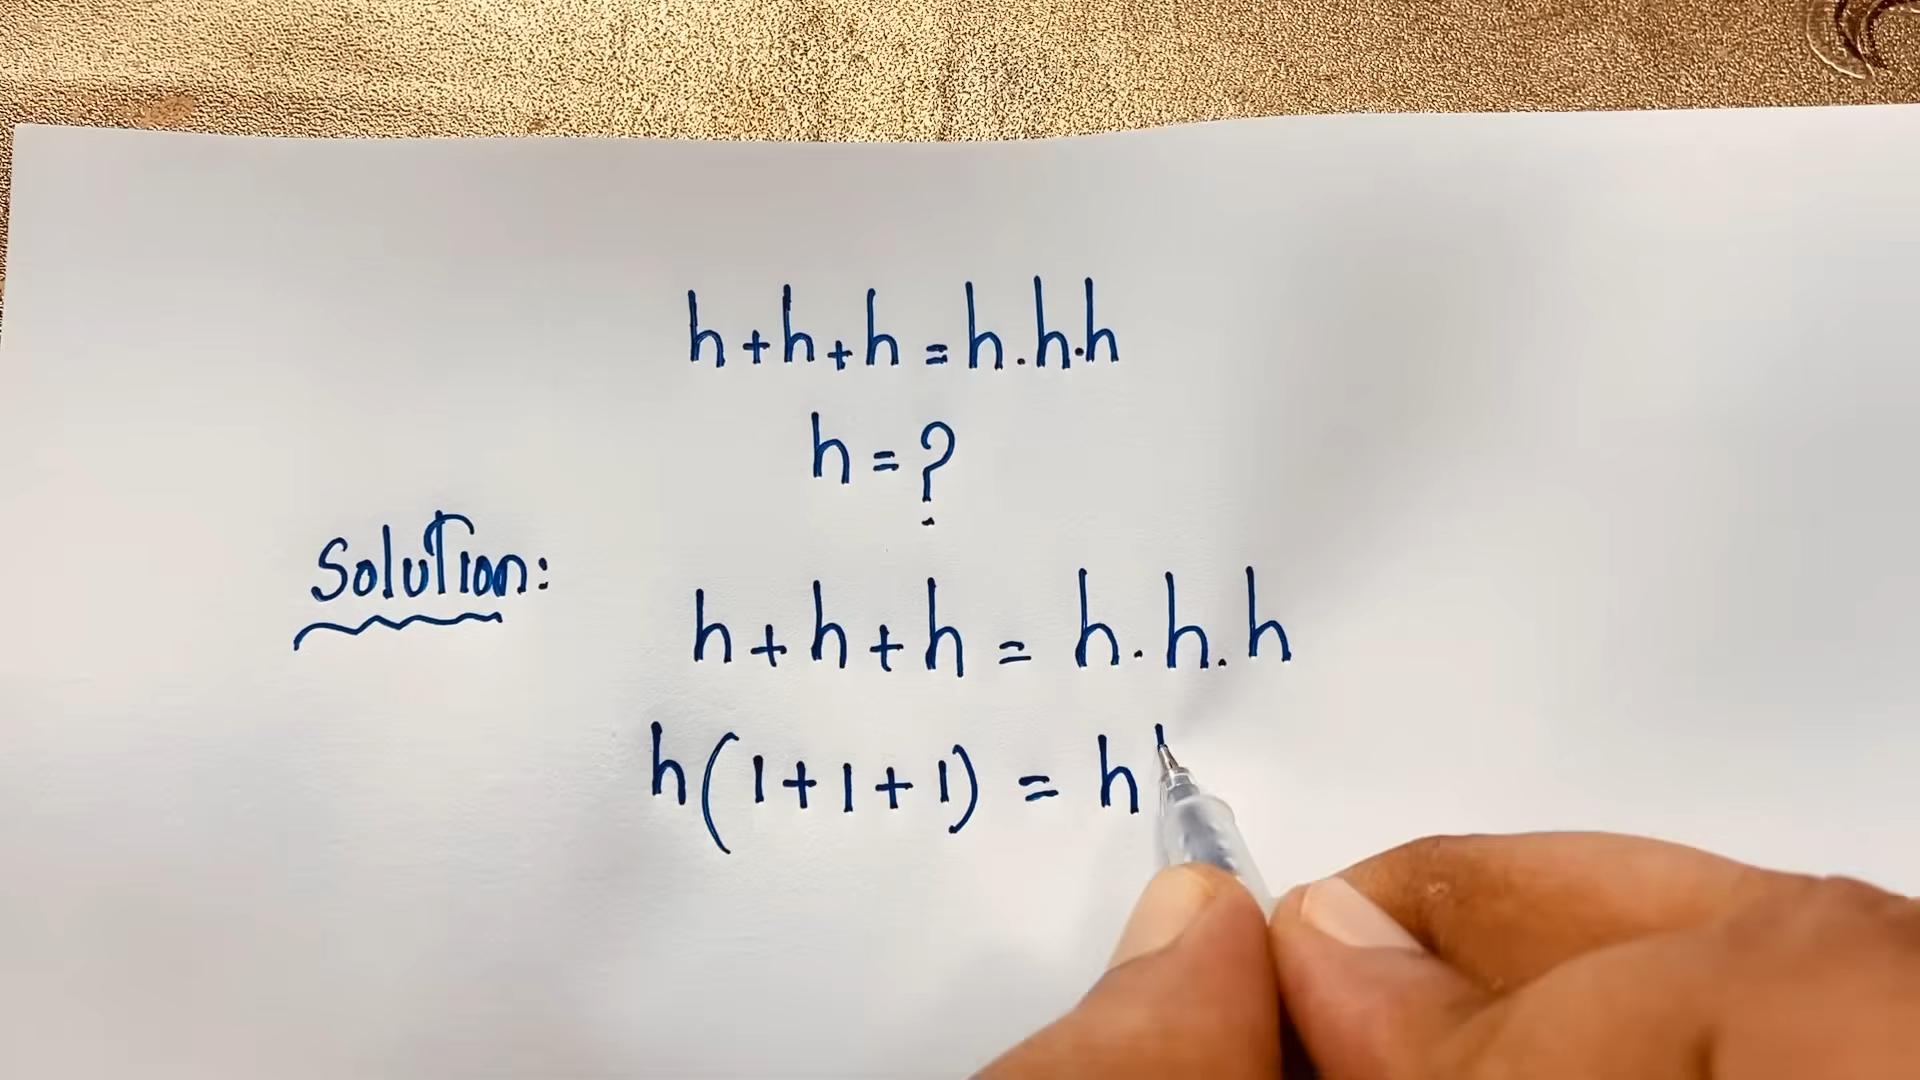 h+h+h=h.h.h
h=?
Solution:
h+h+h=h.h.h
h(1+1+1)=h